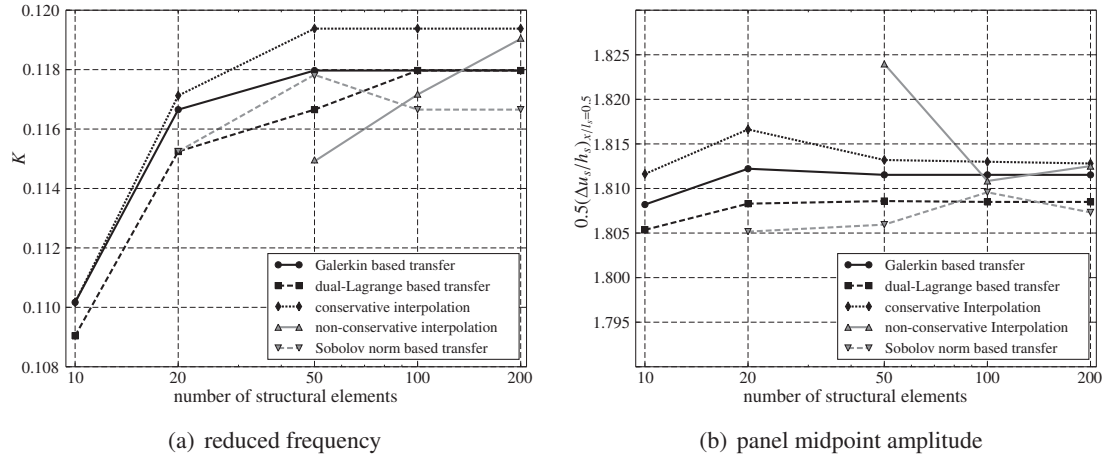 0.120
0.118
0.116
0.114
0.112
0.110
0.108
K
10
20
50
100
200
number of structural elements
Galerkin based transfer
dual-Lagrange based transfer
conservative interpolation
non-conservative interpolation
Sobolov norm based transfer
(a) reduced frequency
1.825
1.820
1.815
1.810
1.805
1.800
1.795
0.5(Δu_s/h_s)_{x/l_s=0.5}
10
20
50
100
200
number of structural elements
Galerkin based transfer
dual-Lagrange based transfer
conservative Interpolation
non-conservative Interpolation
Sobolov norm based transfer
(b) panel midpoint amplitude